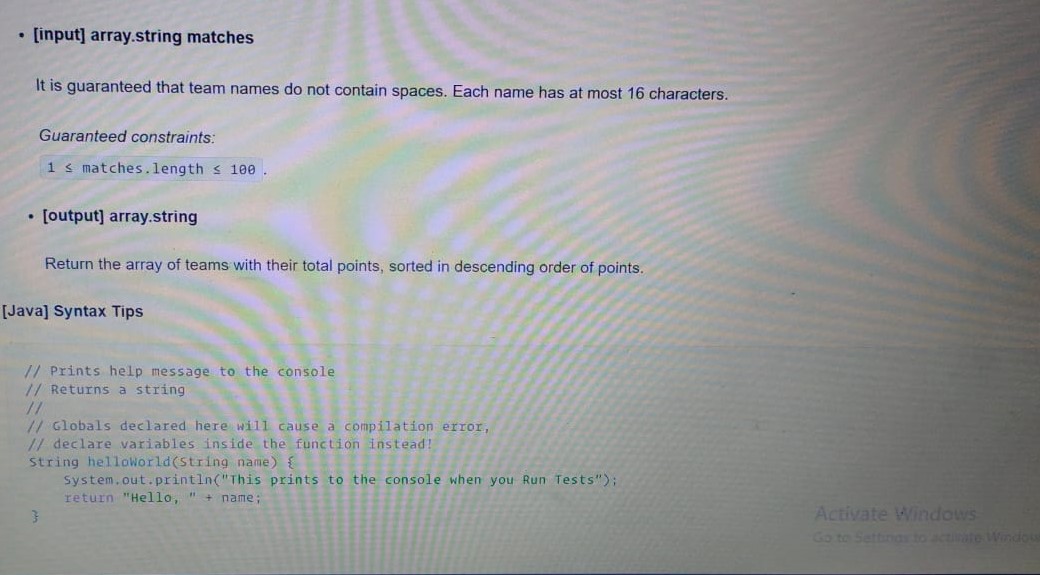 • [input] array.string matches
It is guaranteed that team names do not contain spaces. Each name has at most 16 characters.
Guaranteed constraints:
1 ≤ matches.length ≤ 100 .
• [output] array.string
Return the array of teams with their total points, sorted in descending order of points.
[Java] Syntax Tips
// Prints help message to the console
// Returns a string
//
// Globals declared here will cause a compilation error,
// declare variables inside the function instead!
String helloWorld(String name) {
System.out.println("This prints to the console when you Run Tests");
return "Hello, " + name;
}
Activate Windows
Go to Settings to activate Window